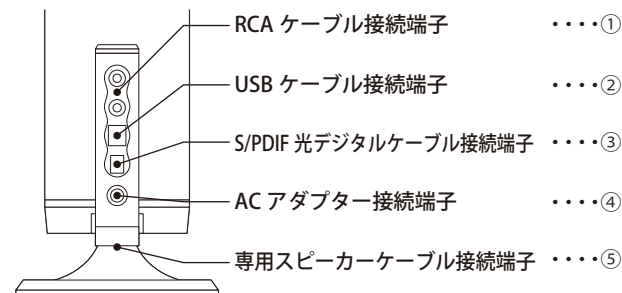 RCA ケーブル接続端子 ・・・・①
USB ケーブル接続端子 ・・・・②
S/PDIF 光デジタルケーブル接続端子 ・・・・③
AC アダプター接続端子 ・・・・④
専用スピーカーケーブル接続端子 ・・・・⑤